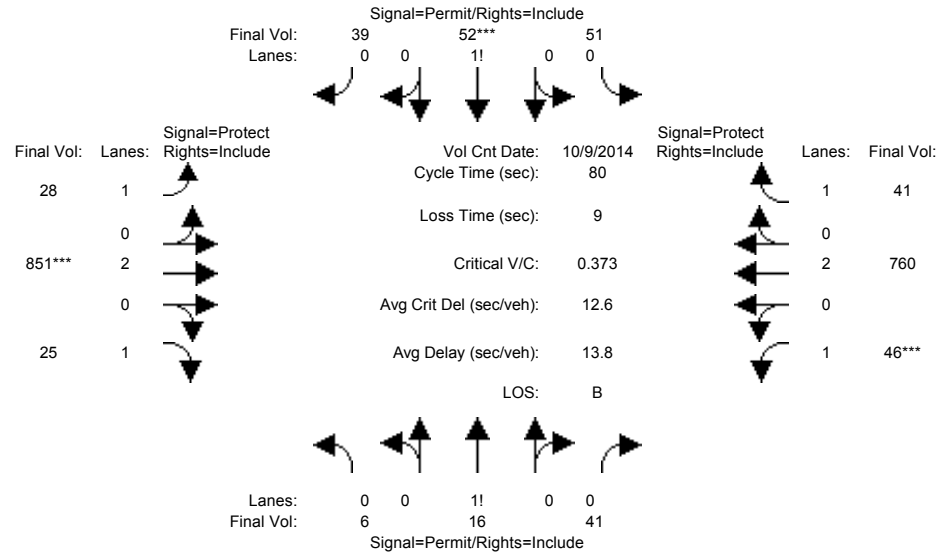 Signal=Permit/Rights=Include
Final Vol: 39 52*** 51
Lanes: 0 0 1! 0 0
Signal=Protect Signal=Protect
Final Vol: Lanes: Rights=Include Vol Cnt Date: 10/9/2014 Rights=Include Lanes: Final Vol:
Cycle Time (sec): 80
28 1 1 41
Loss Time (sec): 9
0 0
851*** 2 Critical V/C: 0.373 2 760
0 Avg Crit Del (sec/veh): 12.6 0
25 1 Avg Delay (sec/veh): 13.8 1 46***
LOS: B
Lanes: 0 0 1! 0 0
Final Vol: 6 16 41
Signal=Permit/Rights=Include